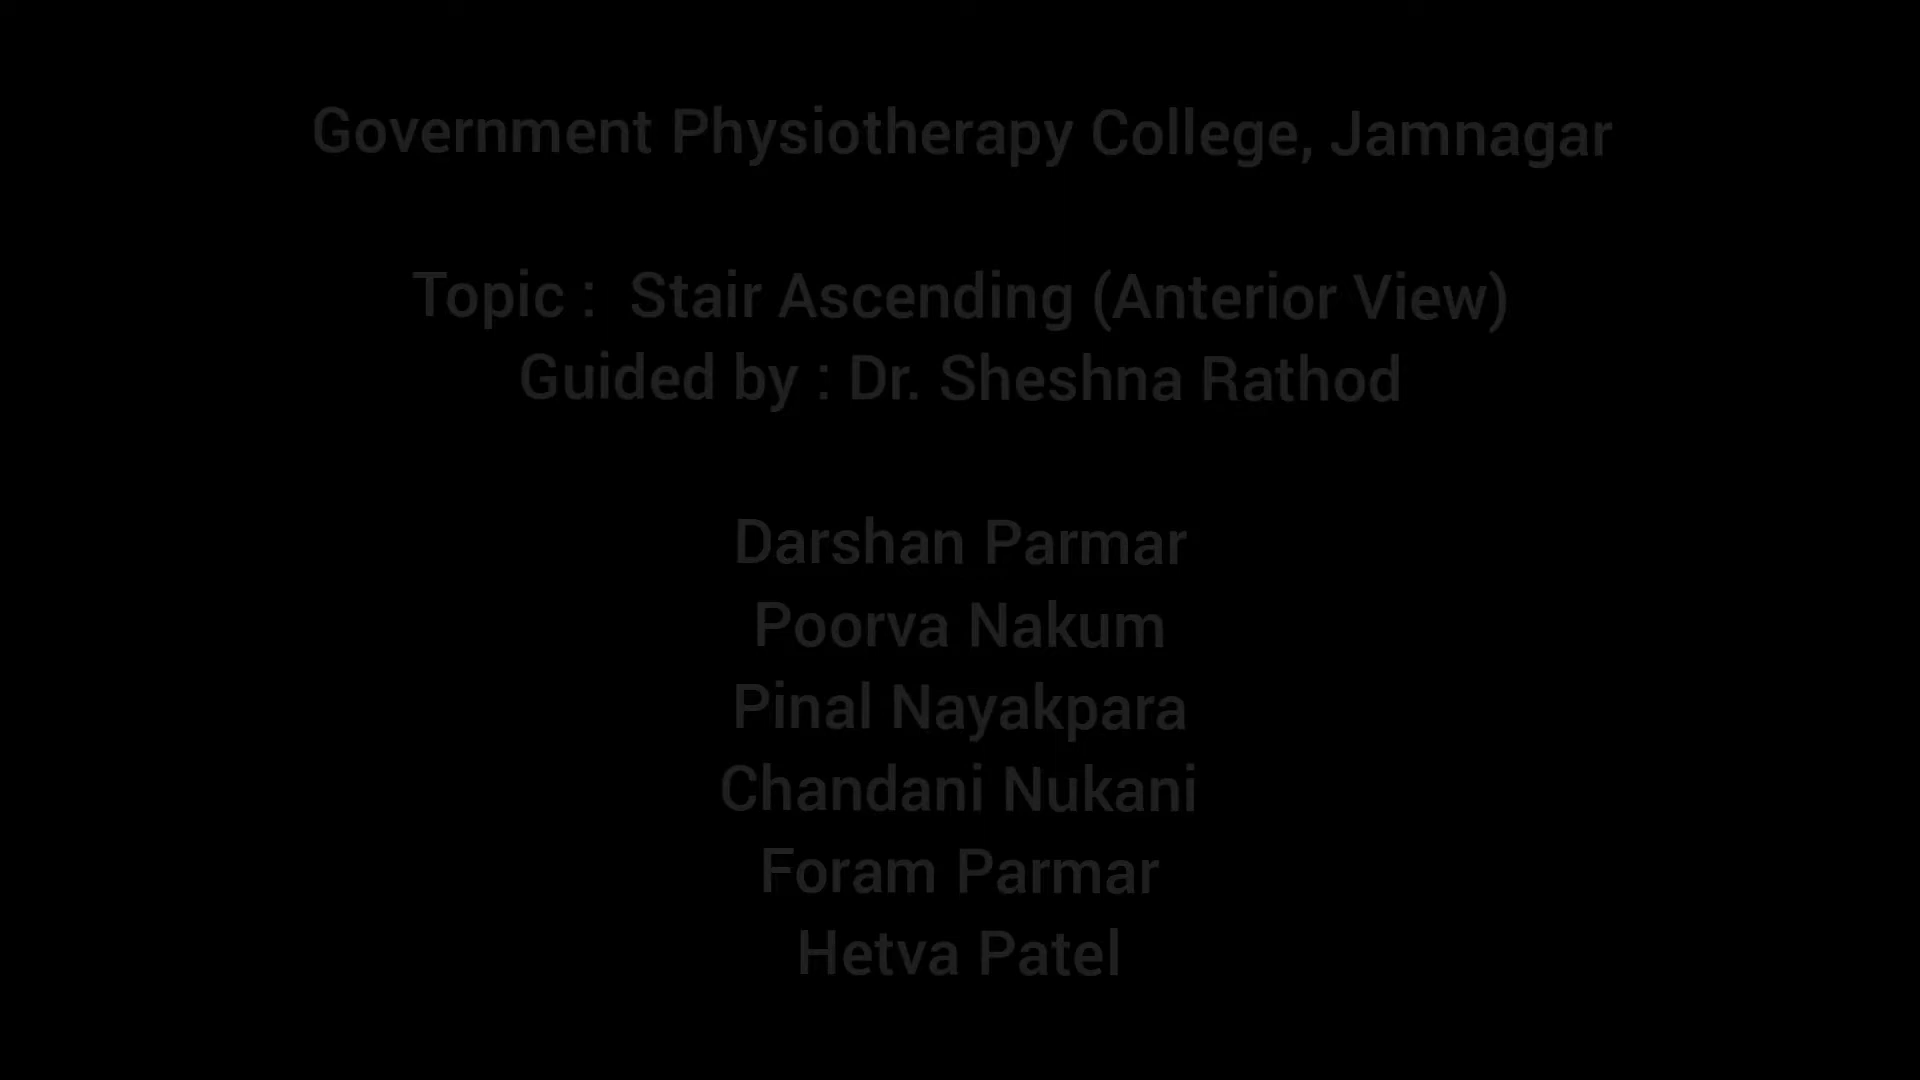 Government Physiotherapy College, Jamnagar
Topic :  Stair Ascending (Anterior View)
Guided by : Dr. Sheshna Rathod
Darshan Parmar
Poorva Nakum
Pinal Nayakpara
Chandani Nukani
Foram Parmar
Hetva Patel